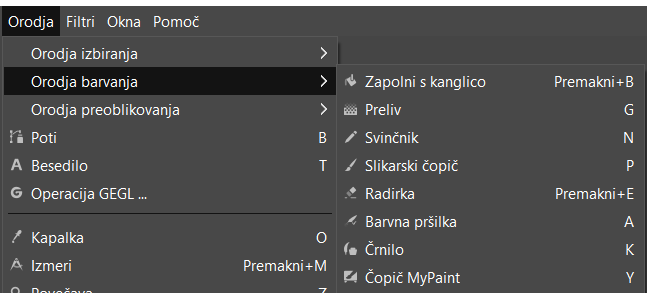 Orodja Filtri Okna Pomoč
Orodja izbiranja
Orodja barvanja
Orodja preoblikovanja
Poti B
Besedilo T
Operacija GEGL ...
Kapalka O
Izmeri Premakni+M
Povečava Z
Zapolni s kanglico Premakni+B
Preliv G
Svinčnik N
Slikarski čopič P
Radirka Premakni+E
Barvna pršilka A
Črnilo K
Čopič MyPaint Y